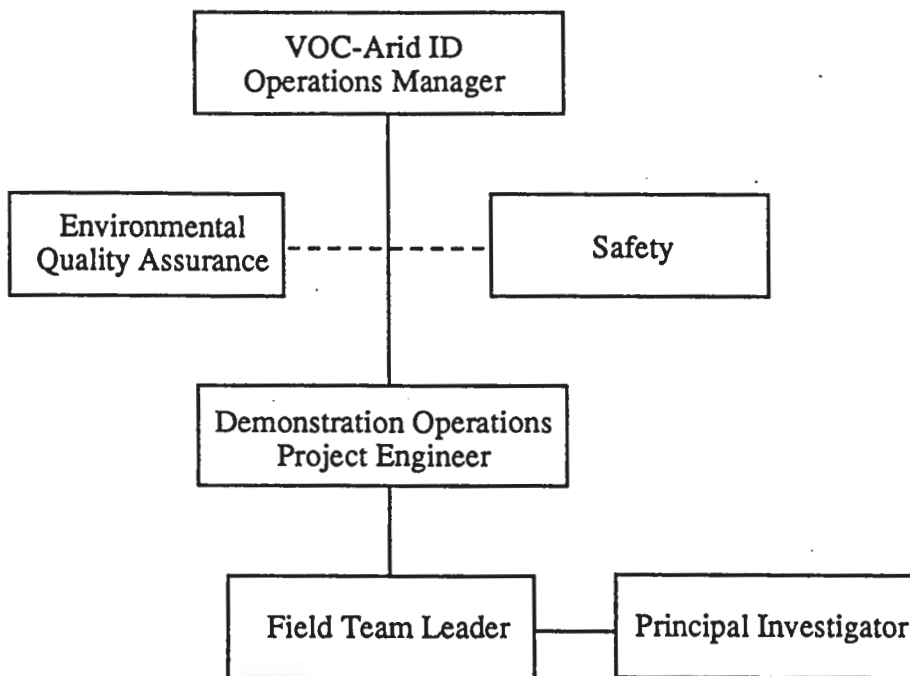 VOC-Arid ID
Operations Manager
Environmental
Quality Assurance
Safety
Demonstration Operations
Project Engineer
Field Team Leader
Principal Investigator